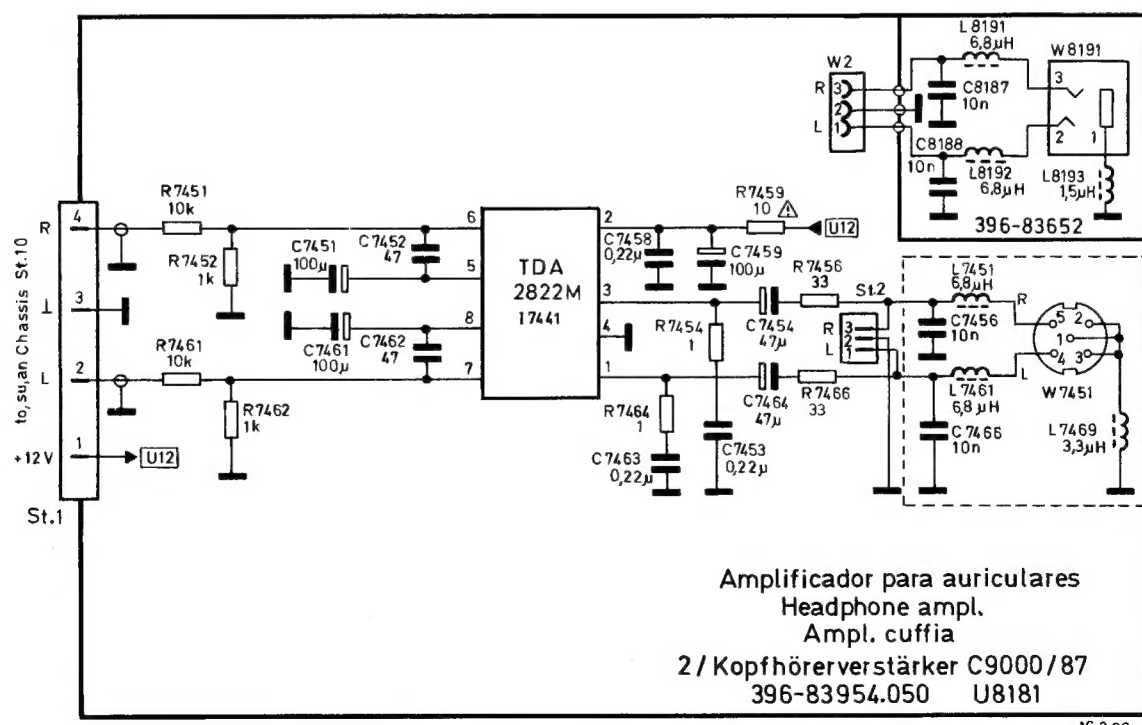 L8191
6,8µH
W8191
W2
R 3
2
L 1
C8187
10n
3
2
1
C8188
10n
L8192
6,8µH
L8193
1,5µH
396-83652
to, su, an Chassis St.10
R
4
⊥
3
L
2
+12V
1
St.1
U12
R7451
10k
R7452
1k
R7461
10k
R7462
1k
C7451
100µ
C7452
47
C7461
100µ
C7462
47
6
5
8
7
TDA
2822M
I7441
2
3
4
1
C7458
0,22µ
C7459
100µ
R7459
10
U12
R7456
33
St.2
R 3
2
L 1
R7454
1
C7454
47µ
R7464
1
C7464
47µ
R7466
33
C7463
0,22µ
C7453
0,22µ
L7451
6,8µH
R
C7456
10n
L7461
6,8µH
L
C7466
10n
5 2
1
4 3
W7451
L7469
3,3µH
Amplificador para auriculares
Headphone ampl.
Ampl. cuffia
2/Kopfhörerverstärker C9000/87
396-83954.050 U8181